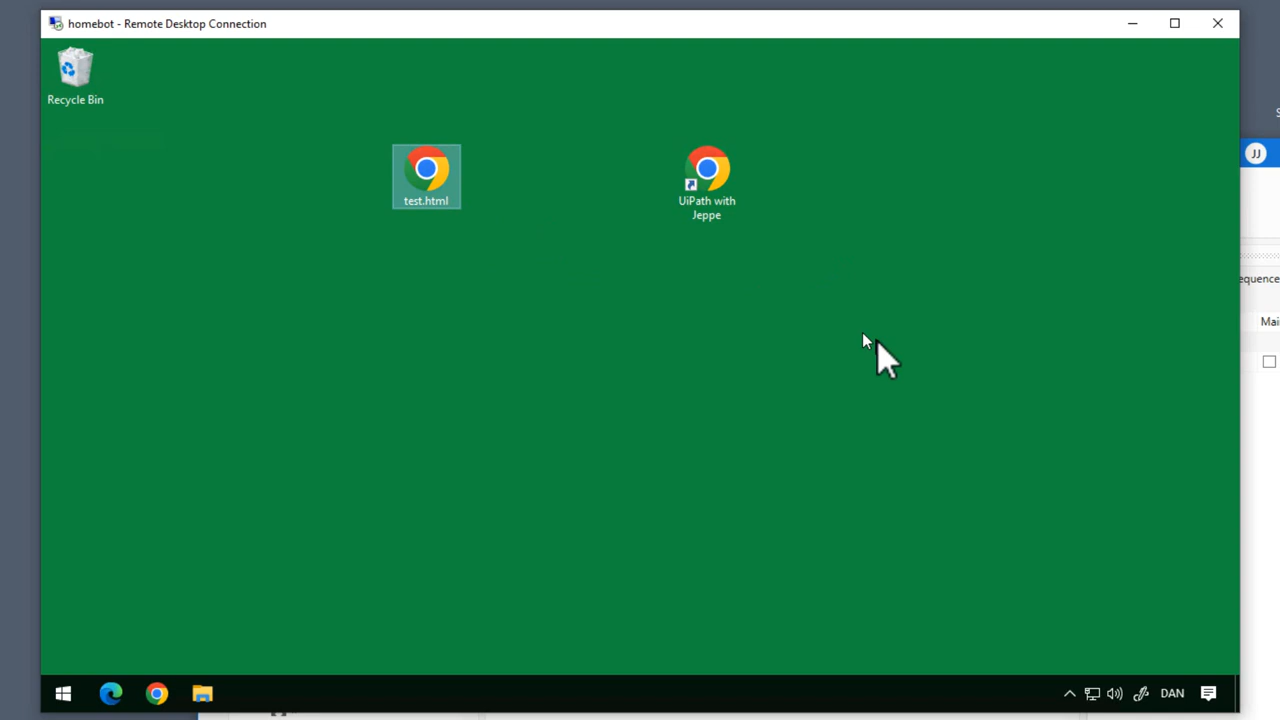 homebot - Remote Desktop Connection
Recycle Bin
test.html
UiPath with
Jeppe
JJ
equence
Mai
DAN